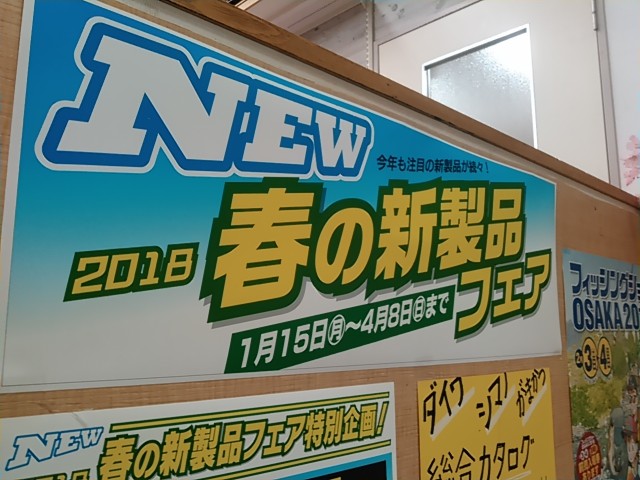 NEW
今年も注目の新製品が続々!
2018
春の新製品
フェア
1月15日(月)〜4月8日(日)まで
NEW
春の新製品フェア特別企画!
ダイワ シマノ がまかつ
総合カタログ
フィッシングショ
OSAKA20
3 4